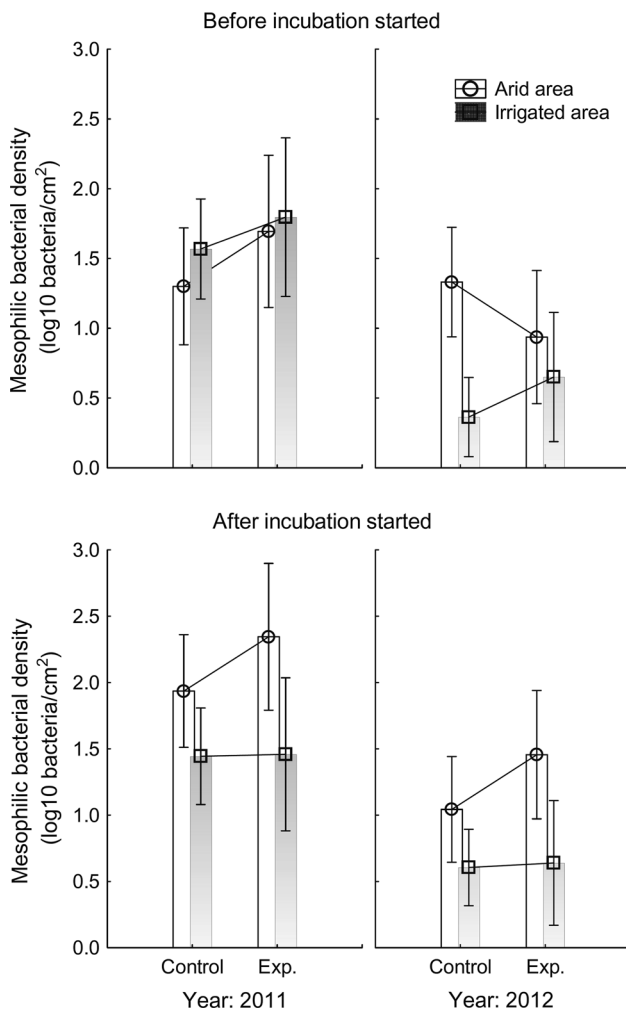 Before incubation started
Mesophilic bacterial density
(log10 bacteria/cm²)
3.0
2.5
2.0
1.5
1.0
0.5
0.0
Arid area
Irrigated area
After incubation started
Mesophilic bacterial density
(log10 bacteria/cm²)
3.0
2.5
2.0
1.5
1.0
0.5
0.0
Control Exp. Control Exp.
Year: 2011 Year: 2012